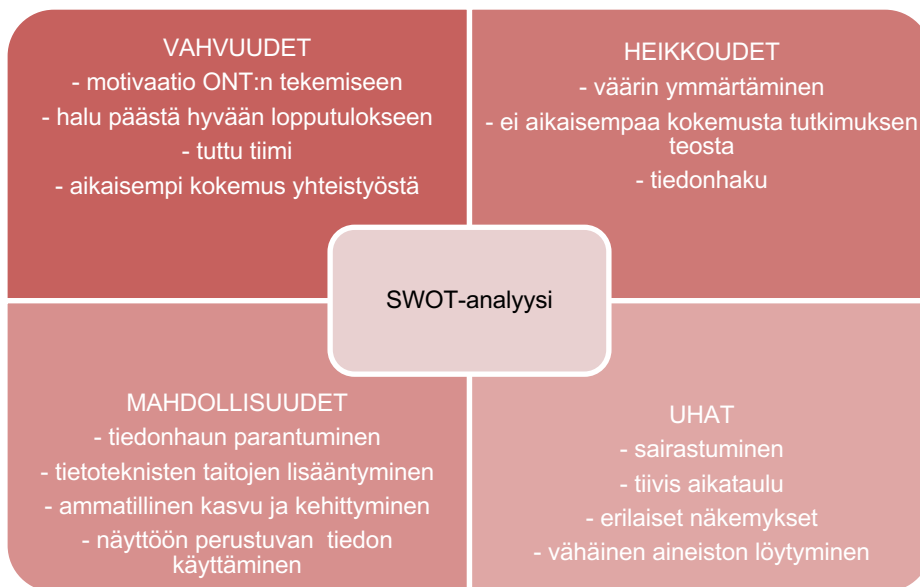 VAHVUUDET
- motivaatio ONT:n tekemiseen
- halu päästä hyvään lopputulokseen
- tuttu tiimi
- aikaisempi kokemus yhteistyöstä
HEIKKOUDET
- väärin ymmärtäminen
- ei aikaisempaa kokemusta tutkimuksen
teosta
- tiedonhaku
SWOT-analyysi
MAHDOLLISUUDET
- tiedonhaun parantuminen
- tietoteknisten taitojen lisääntyminen
- ammatillinen kasvu ja kehittyminen
- näyttöön perustuvan tiedon
käyttäminen
UHAT
- sairastuminen
- tiivis aikataulu
- erilaiset näkemykset
- vähäinen aineiston löytyminen